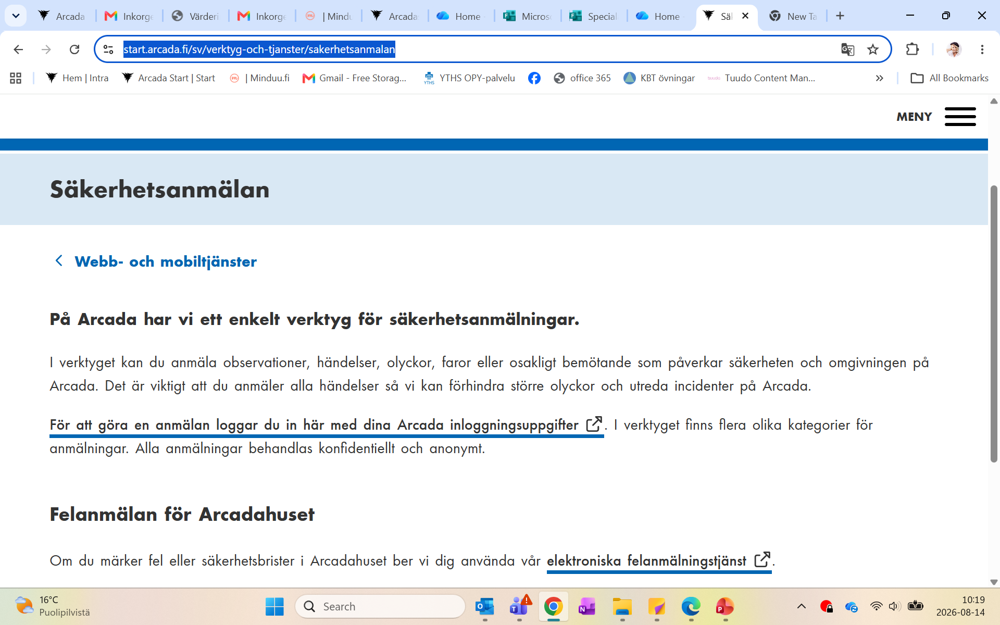 Arcada
Inkorg
Värderi
Inkorg
| Mindu
Arcada
Home
Micros
Special
Home
Säl
New Ta
start.arcada.fi/sv/verktyg-och-tjanster/sakerhetsanmalan
Hem | Intra
Arcada Start | Start
| Minduu.fi
Gmail - Free Storag...
YTHS OPY-palvelu
office 365
KBT övningar
Tuudo Content Man...
All Bookmarks
MENY
Säkerhetsanmälan
Webb- och mobiltjänster
På Arcada har vi ett enkelt verktyg för säkerhetsanmälningar.
I verktyget kan du anmäla observationer, händelser, olyckor, faror eller osakligt bemötande som påverkar säkerheten och omgivningen på
Arcada. Det är viktigt att du anmäler alla händelser så vi kan förhindra större olyckor och utreda incidenter på Arcada.
För att göra en anmälan loggar du in här med dina Arcada inloggningsuppgifter . I verktyget finns flera olika kategorier för
anmälningar. Alla anmälningar behandlas konfidentiellt och anonymt.
Felanmälan för Arcadahuset
Om du märker fel eller säkerhetsbrister i Arcadahuset ber vi dig använda vår elektroniska felanmälningstjänst .
16°C
Puolipilvistä
Search
10:19
2026-08-14